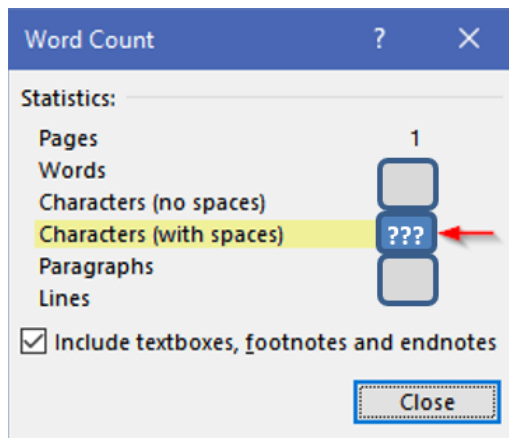 Word Count ? ×
Statistics:
Pages 1
Words
Characters (no spaces)
Characters (with spaces) ???
Paragraphs
Lines
Include textboxes, footnotes and endnotes
Close